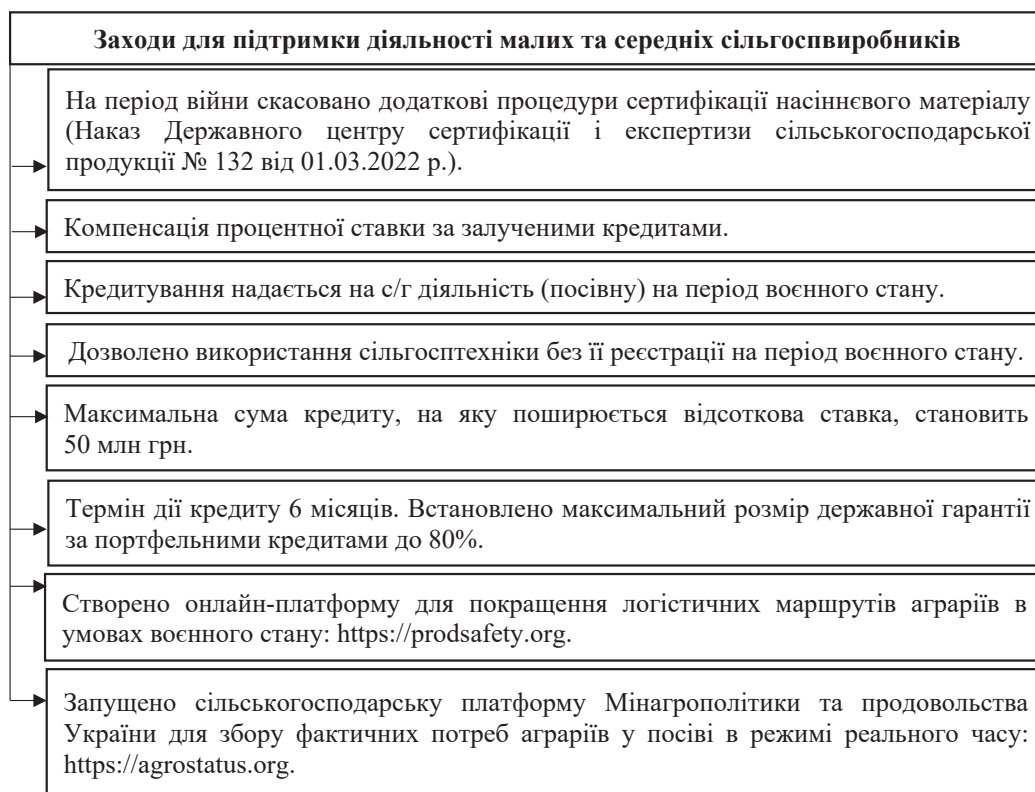 Заходи для підтримки діяльності малих та середніх сільгоспвиробників
На період війни скасовано додаткові процедури сертифікації насіннєвого матеріалу
(Наказ Державного центру сертифікації і експертизи сільськогосподарської
продукції № 132 від 01.03.2022 р.).
Компенсація процентної ставки за залученими кредитами.
Кредитування надається на с/г діяльність (посівну) на період воєнного стану.
Дозволено використання сільгосптехніки без її реєстрації на період воєнного стану.
Максимальна сума кредиту, на яку поширюється відсоткова ставка, становить
50 млн грн.
Термін дії кредиту 6 місяців. Встановлено максимальний розмір державної гарантії
за портфельними кредитами до 80%.
Створено онлайн-платформу для покращення логістичних маршрутів аграріїв в
умовах воєнного стану: https://prodsafety.org.
Запущено сільськогосподарську платформу Мінагрополітики та продовольства
України для збору фактичних потреб аграріїв у посіві в режимі реального часу:
https://agrostatus.org.